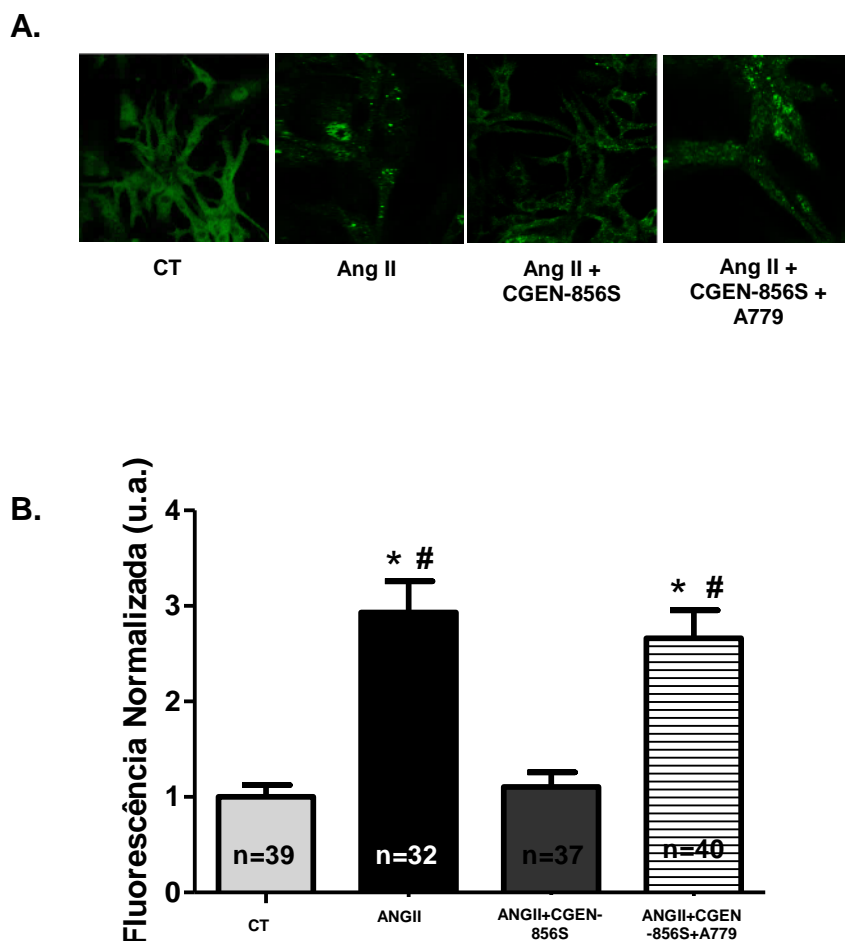 A.
CT
Ang II
Ang II +
CGEN-856S
Ang II +
CGEN-856S +
A779
B.
Fluorescência Normalizada (u.a.)
4
3
2
1
0
* #
* #
n=39
n=32
n=37
n=40
CT
ANGII
ANGII+CGEN-
856S
ANGII+CGEN
-856S+A779